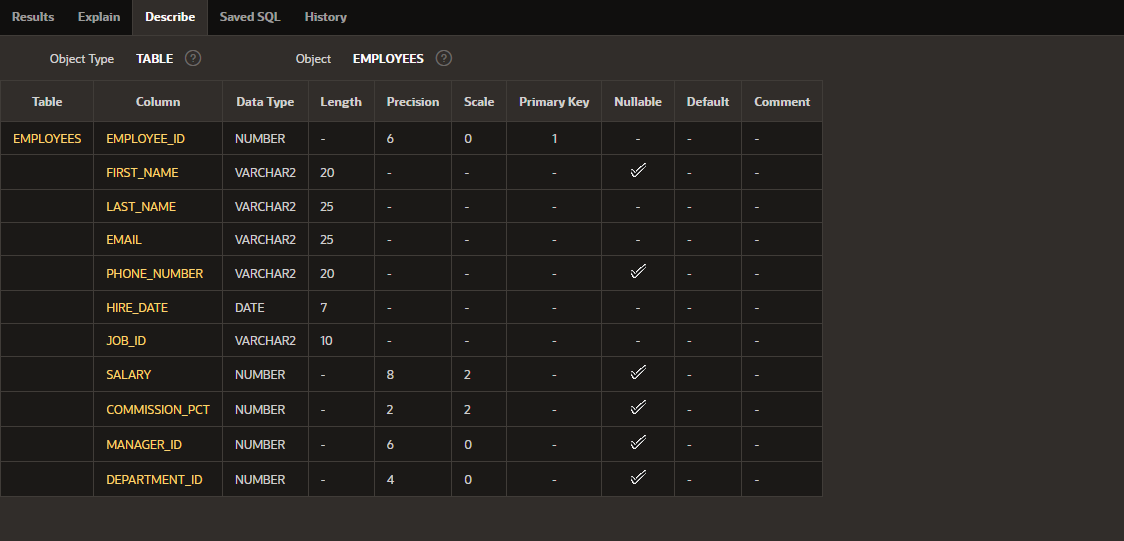 Results Explain Describe Saved SQL History
Object Type TABLE ? Object EMPLOYEES ?
Table Column Data Type Length Precision Scale Primary Key Nullable Default Comment
EMPLOYEES EMPLOYEE_ID NUMBER - 6 0 1 - - -
FIRST_NAME VARCHAR2 20 - - - ✓ - -
LAST_NAME VARCHAR2 25 - - - - - -
EMAIL VARCHAR2 25 - - - - - -
PHONE_NUMBER VARCHAR2 20 - - - ✓ - -
HIRE_DATE DATE 7 - - - - - -
JOB_ID VARCHAR2 10 - - - - - -
SALARY NUMBER - 8 2 - ✓ - -
COMMISSION_PCT NUMBER - 2 2 - ✓ - -
MANAGER_ID NUMBER - 6 0 - ✓ - -
DEPARTMENT_ID NUMBER - 4 0 - ✓ - -